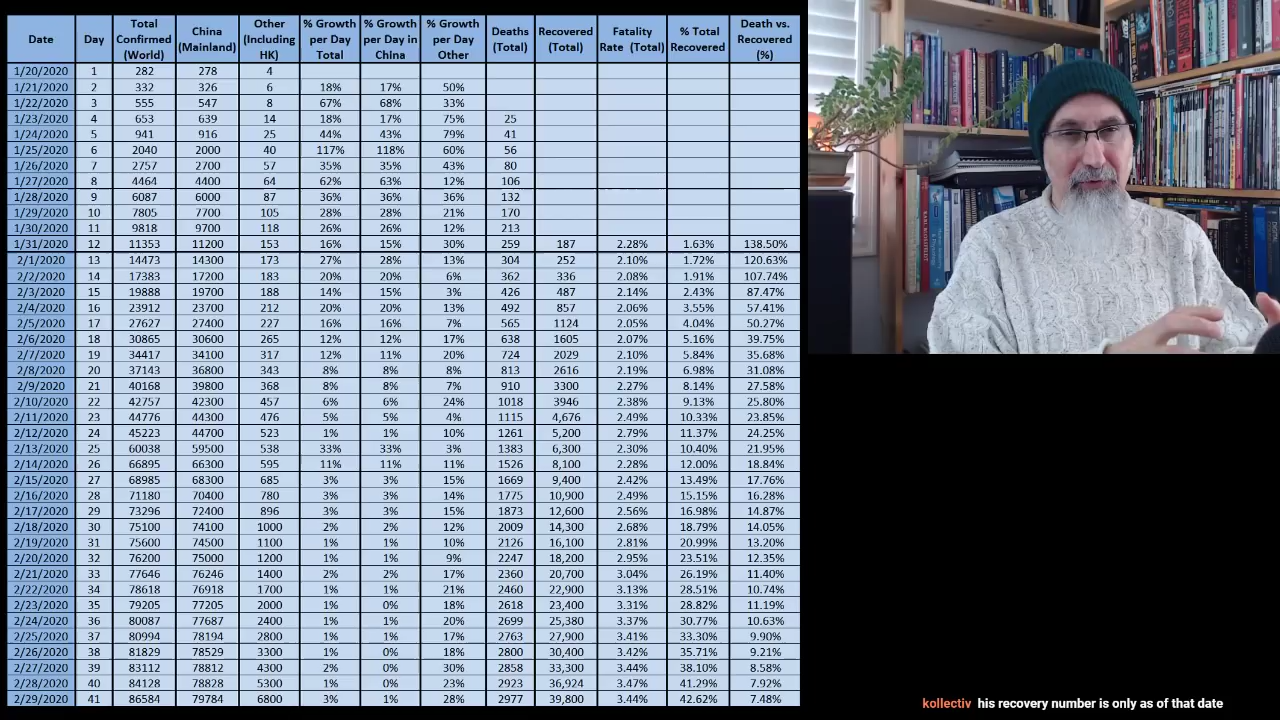 Date Day Total Confirmed (World) China (Mainland) Other (Including HK) % Growth per Day Total % Growth per Day in China % Growth per Day Other Deaths (Total) Recovered (Total) Fatality Rate (Total) % Total Recovered Death vs. Recovered (%)
1/20/2020 1 282 278 4
1/21/2020 2 332 326 6 18% 17% 50%
1/22/2020 3 555 547 8 67% 68% 33%
1/23/2020 4 653 639 14 18% 17% 75% 25
1/24/2020 5 941 916 25 44% 43% 79% 41
1/25/2020 6 2040 2000 40 117% 118% 60% 56
1/26/2020 7 2757 2700 57 35% 35% 43% 80
1/27/2020 8 4464 4400 64 62% 63% 12% 106
1/28/2020 9 6087 6000 87 36% 36% 36% 132
1/29/2020 10 7805 7700 105 28% 28% 21% 170
1/30/2020 11 9818 9700 118 26% 26% 12% 213
1/31/2020 12 11353 11200 153 16% 15% 30% 259 187 2.28% 1.63% 138.50%
2/1/2020 13 14473 14300 173 27% 28% 13% 304 252 2.10% 1.72% 120.63%
2/2/2020 14 17383 17200 183 20% 20% 6% 362 336 2.08% 1.91% 107.74%
2/3/2020 15 19888 19700 188 14% 15% 3% 426 487 2.14% 2.43% 87.47%
2/4/2020 16 23912 23700 212 20% 20% 13% 492 857 2.06% 3.55% 57.41%
2/5/2020 17 27627 27400 227 16% 16% 7% 565 1124 2.05% 4.04% 50.27%
2/6/2020 18 30865 30600 265 12% 12% 17% 638 1605 2.07% 5.16% 39.75%
2/7/2020 19 34417 34100 317 12% 11% 20% 724 2029 2.10% 5.84% 35.68%
2/8/2020 20 37143 36800 343 8% 8% 8% 813 2616 2.19% 6.98% 31.08%
2/9/2020 21 40168 39800 368 8% 8% 7% 910 3300 2.27% 8.14% 27.58%
2/10/2020 22 42757 42300 457 6% 6% 24% 1018 3946 2.38% 9.13% 25.80%
2/11/2020 23 44776 44300 476 5% 5% 4% 1115 4,676 2.49% 10.33% 23.85%
2/12/2020 24 45223 44700 523 1% 1% 10% 1261 5,200 2.79% 11.37% 24.25%
2/13/2020 25 60038 59500 538 33% 33% 3% 1383 6,300 2.30% 10.40% 21.95%
2/14/2020 26 66895 66300 595 11% 11% 11% 1526 8,100 2.28% 12.00% 18.84%
2/15/2020 27 68985 68300 685 3% 3% 15% 1669 9,400 2.42% 13.49% 17.76%
2/16/2020 28 71180 70400 780 3% 3% 14% 1775 10,900 2.49% 15.15% 16.28%
2/17/2020 29 73296 72400 896 3% 3% 15% 1873 12,600 2.56% 16.98% 14.87%
2/18/2020 30 75100 74100 1000 2% 2% 12% 2009 14,300 2.68% 18.79% 14.05%
2/19/2020 31 75600 74500 1100 1% 1% 10% 2126 16,100 2.81% 20.99% 13.20%
2/20/2020 32 76200 75000 1200 1% 1% 9% 2247 18,200 2.95% 23.51% 12.35%
2/21/2020 33 77646 76246 1400 2% 2% 17% 2360 20,700 3.04% 26.19% 11.40%
2/22/2020 34 78618 76918 1700 1% 1% 21% 2460 22,900 3.13% 28.51% 10.74%
2/23/2020 35 79205 77205 2000 1% 0% 18% 2618 23,400 3.31% 28.82% 11.19%
2/24/2020 36 80087 77687 2400 1% 1% 20% 2699 25,380 3.37% 30.77% 10.63%
2/25/2020 37 80994 78194 2800 1% 1% 17% 2763 27,900 3.41% 33.30% 9.90%
2/26/2020 38 81829 78529 3300 1% 0% 18% 2800 30,400 3.42% 35.71% 9.21%
2/27/2020 39 83112 78812 4300 2% 0% 30% 2858 33,300 3.44% 38.10% 8.58%
2/28/2020 40 84128 78828 5300 1% 0% 23% 2923 36,924 3.47% 41.29% 7.92%
2/29/2020 41 86584 79784 6800 3% 1% 28% 2977 39,800 3.44% 42.62% 7.48%
kollectiv his recovery number is only as of that date